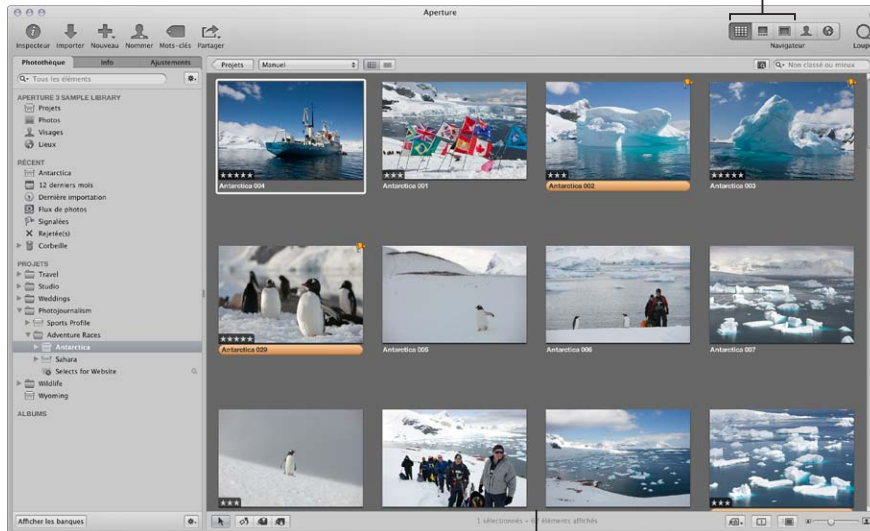 Aperture
Inspecteur Importer Nouveau Nommer Mots-clés Partager
Navigateur
Loupe
Photothèque Info Ajustements
Tous les éléments
Projets Manuel
Non classé ou mieux
APERTURE 3 SAMPLE LIBRARY
Projets
Photos
Visages
Lieux
RÉCENT
Antarctica
12 derniers mois
Dernière importation
Flux de photos
Signalées
Rejetée(s)
Corbeille
PROJETS
Travel
Studio
Weddings
Photojournalism
Sports Profile
Adventure Races
Antarctica
Sahara
Selects for Website
Wildlife
Wyoming
ALBUMS
Antarctica 004
Antarctica 001
Antarctica 002
Antarctica 003
Antarctica 029
Antarctica 005
Antarctica 006
Antarctica 007
Afficher les banques
1 sélectionnés - éléments affichés